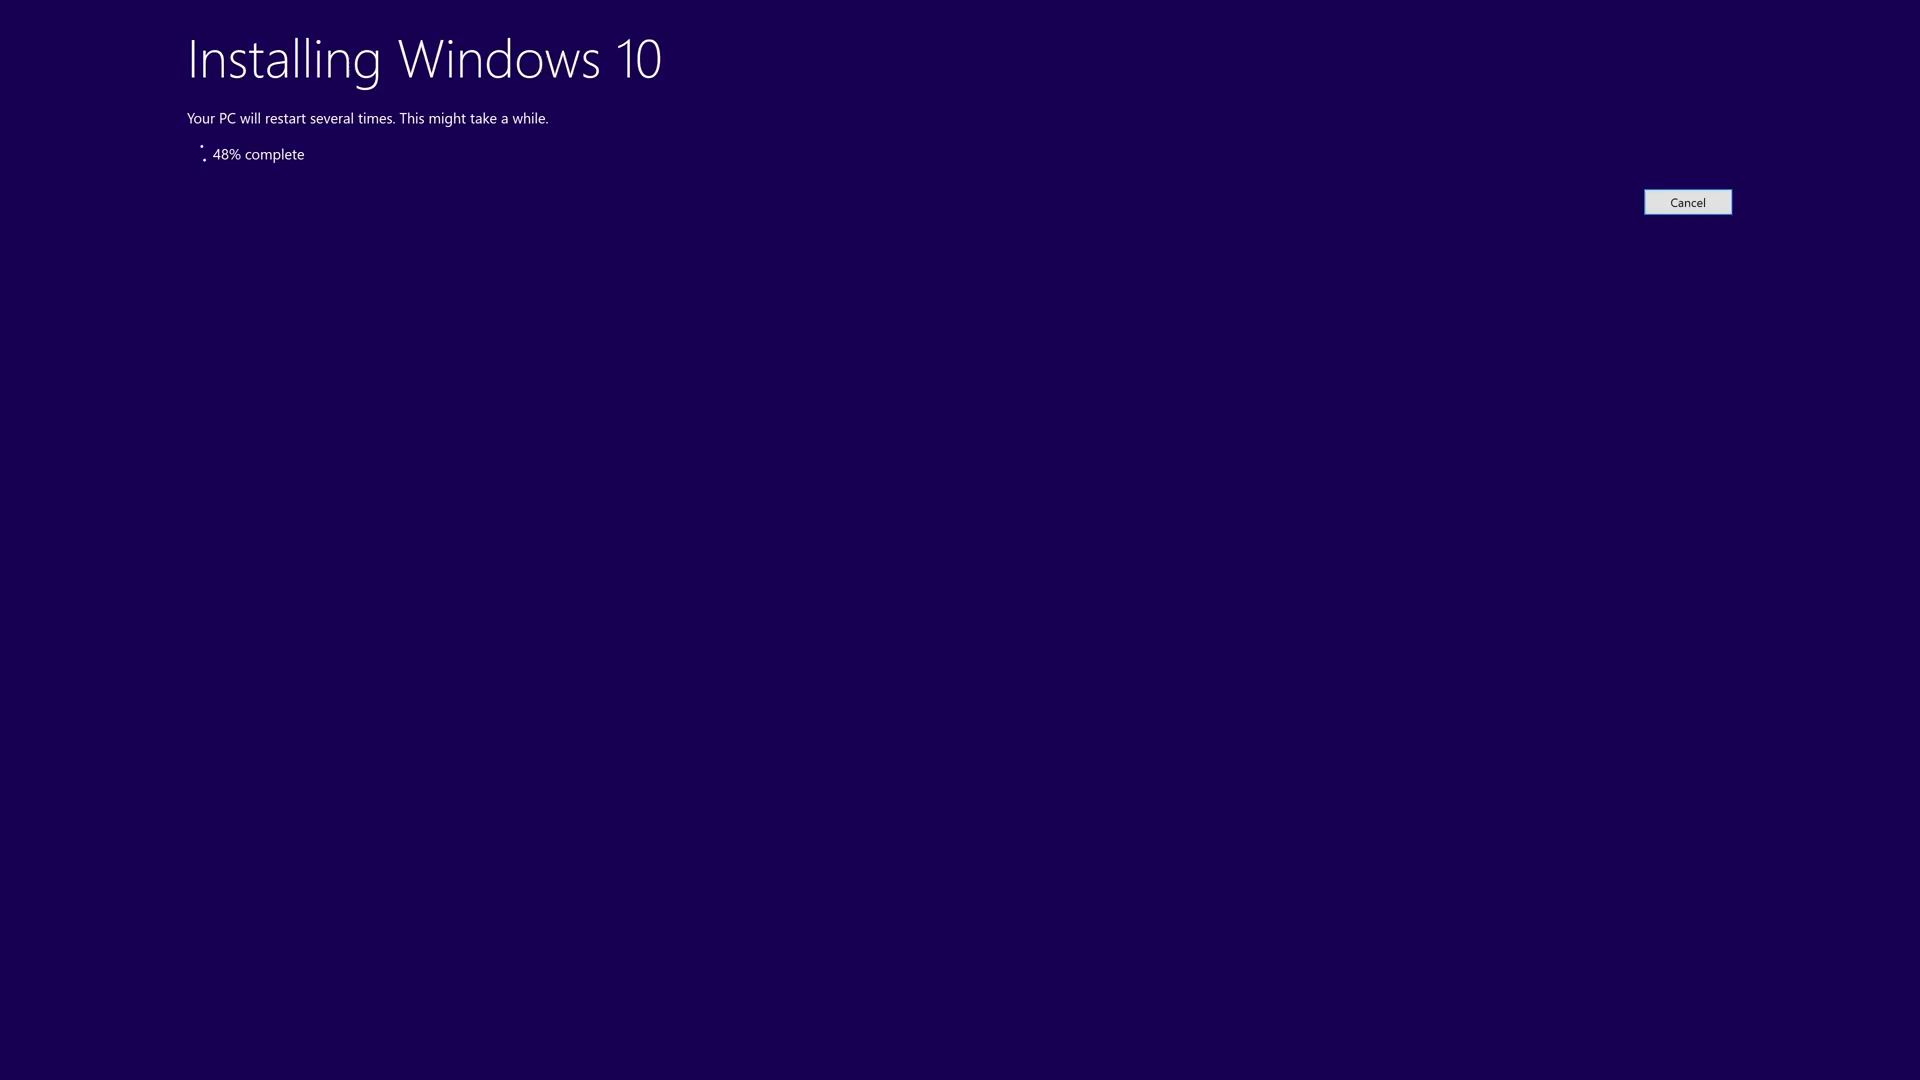 Installing Windows 10
Your PC will restart several times. This might take a while.
48% complete
Cancel